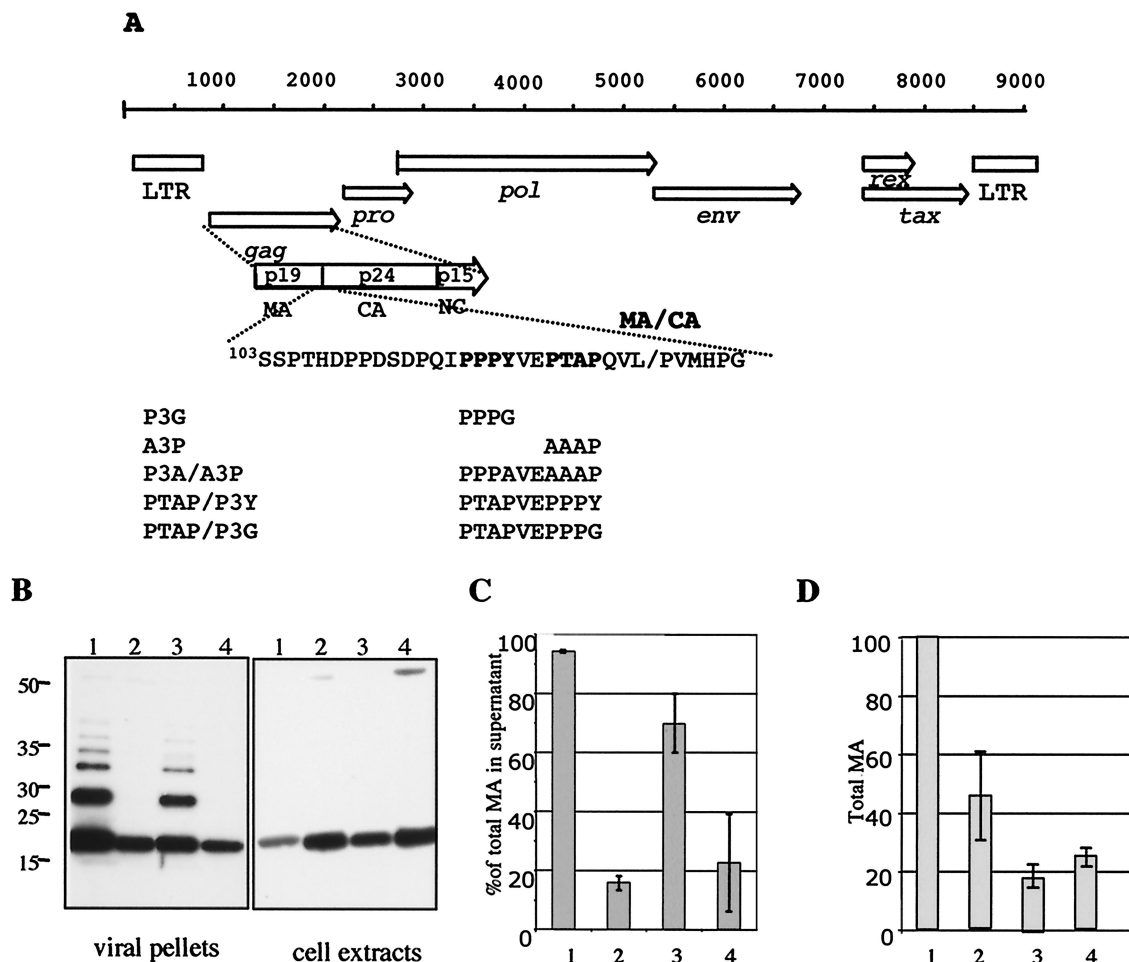 A
1000 2000 3000 4000 5000 6000 7000 8000 9000
LTR pro pol env rex tax LTR
gag
p19 p24 p15
MA CA NC
MA/CA
103SSPTHDPPDSDPQIPPPYVEPTAPQVL/PVMHPG
P3G PPPG
A3P AAAP
P3A/A3P PPPAVEAAAP
PTAP/P3Y PTAPVEPPPY
PTAP/P3G PTAPVEPPPG
B
1 2 3 4
1 2 3 4
50
35
30
25
15
viral pellets
cell extracts
C
%of total MA in supernatant
100
80
60
40
20
0
1 2 3 4
D
Total MA
100
80
60
40
20
0
1 2 3 4